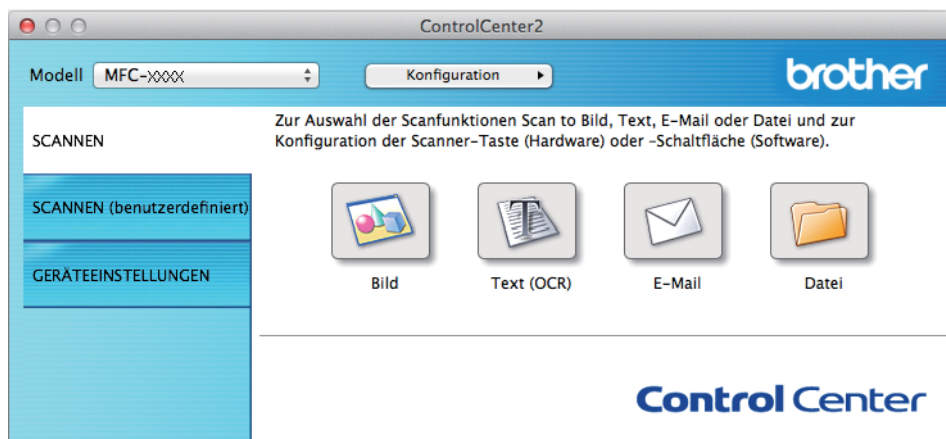 ControlCenter2
Modell MFC-XXXX Konfiguration
brother
SCANNEN
SCANNEN (benutzerdefiniert)
GERÄTEEINSTELLUNGEN
Zur Auswahl der Scanfunktionen Scan to Bild, Text, E-Mail oder Datei und zur
Konfiguration der Scanner-Taste (Hardware) oder -Schaltfläche (Software).
Bild Text (OCR) E-Mail Datei
Control Center